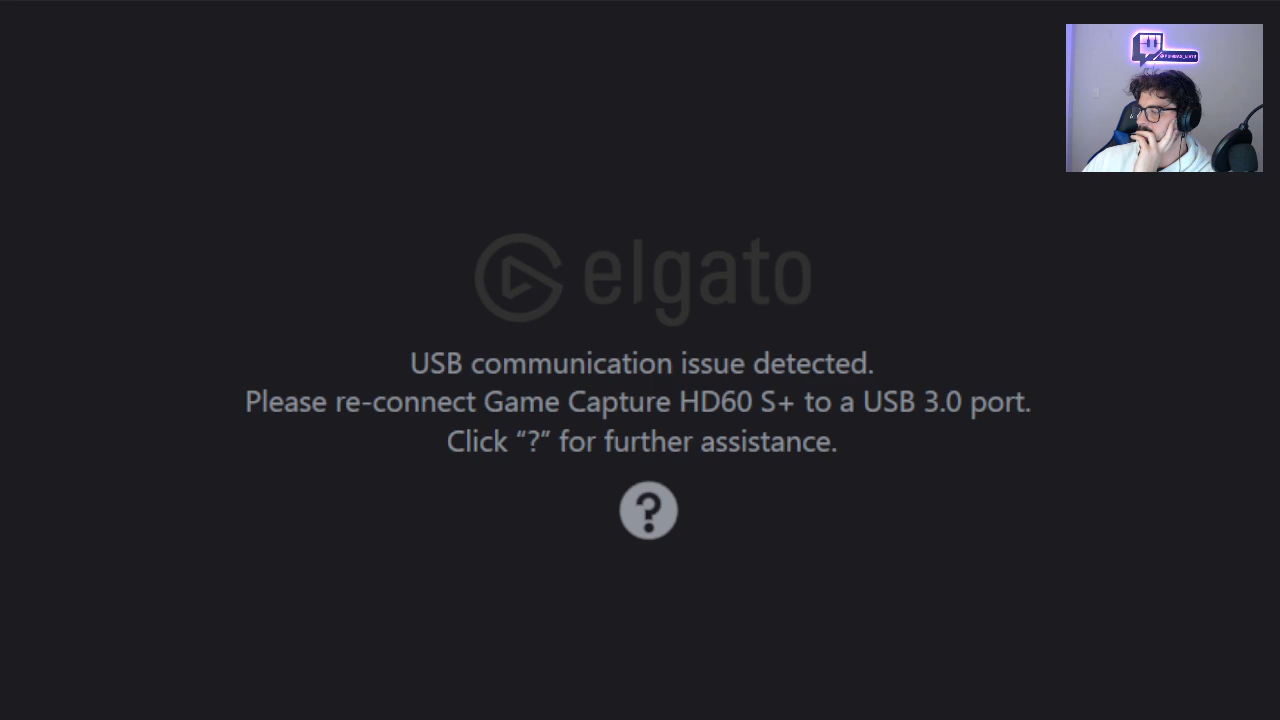 elgato
USB communication issue detected.
Please re-connect Game Capture HD60 S+ to a USB 3.0 port.
Click “?” for further assistance.
?